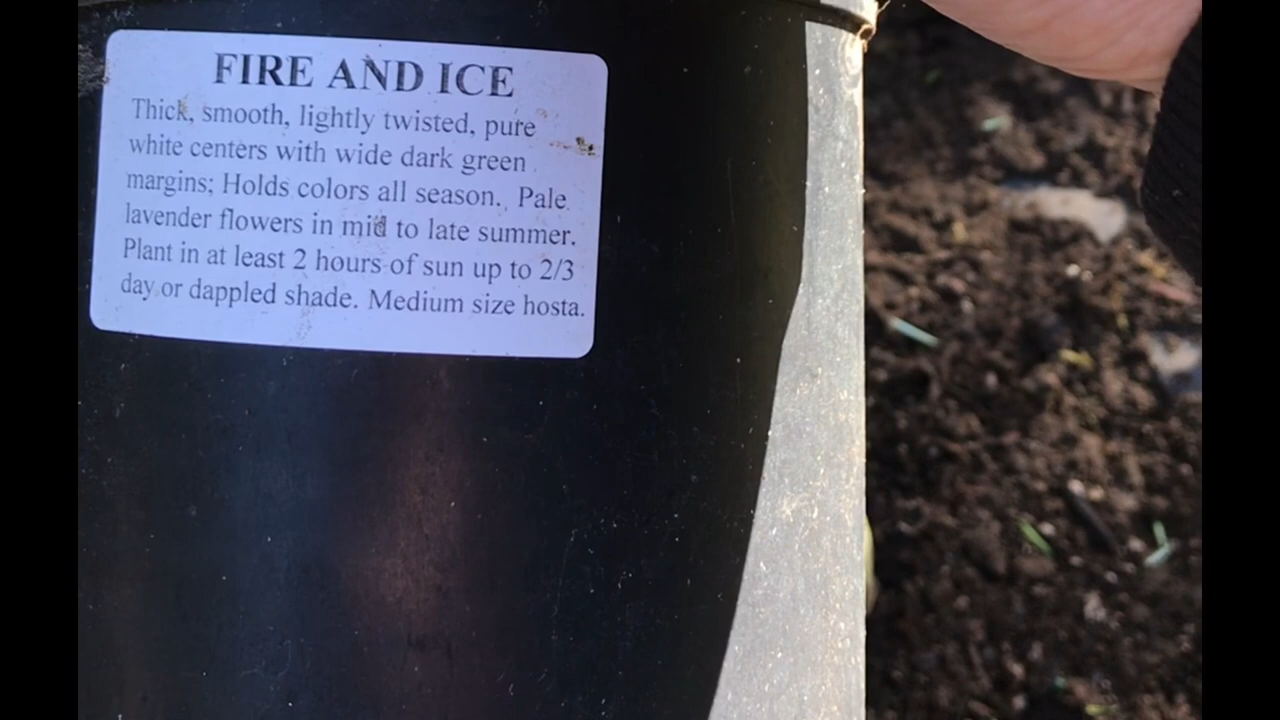 FIRE AND ICE
Thick, smooth, lightly twisted, pure
white centers with wide dark green
margins; Holds colors all season. Pale
lavender flowers in mid to late summer.
Plant in at least 2 hours of sun up to 2/3
day or dappled shade. Medium size hosta.